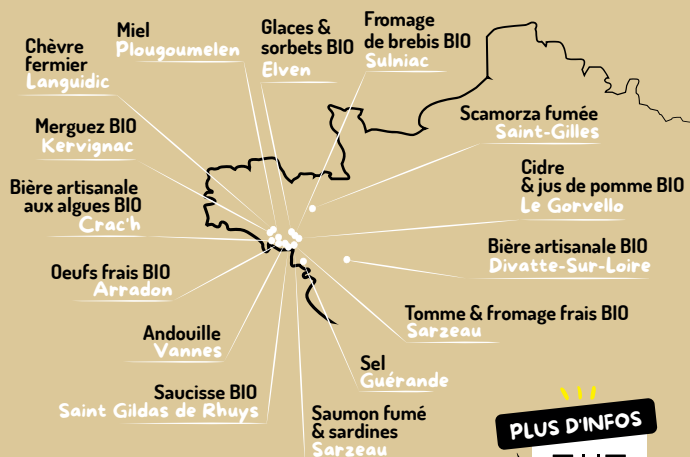 Chèvre
fermier
Languidic
Miel
Plougoumelen
Glaces &
sorbets BIO
Elven
Fromage
de brebis BIO
Sulniac
Merguez BIO
Kervignac
Scamorza fumée
Saint-Gilles
Bière artisanale
aux algues BIO
Crac'h
Cidre
& jus de pomme BIO
Le Gorvello
Oeufs frais BIO
Arradon
Bière artisanale BIO
Divatte-Sur-Loire
Andouille
Vannes
Tomme & fromage frais BIO
Sarzeau
Saucisse BIO
Saint Gildas de Rhuys
Sel
Guérande
Saumon fumé
& sardines
Sarzeau
PLUS D'INFOS